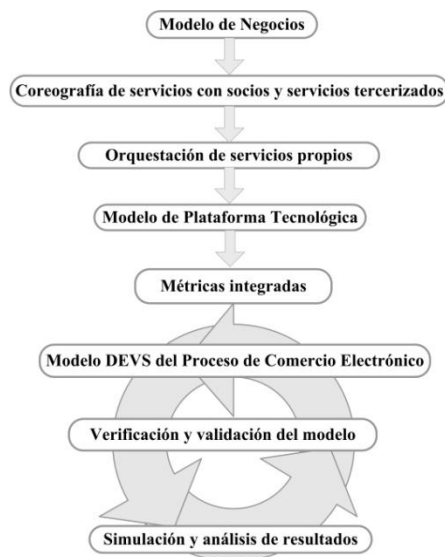 Modelo de Negocios
Coreografía de servicios con socios y servicios tercerizados
Orquestación de servicios propios
Modelo de Plataforma Tecnológica
Métricas integradas
Modelo DEVS del Proceso de Comercio Electrónico
Verificación y validación del modelo
Simulación y análisis de resultados